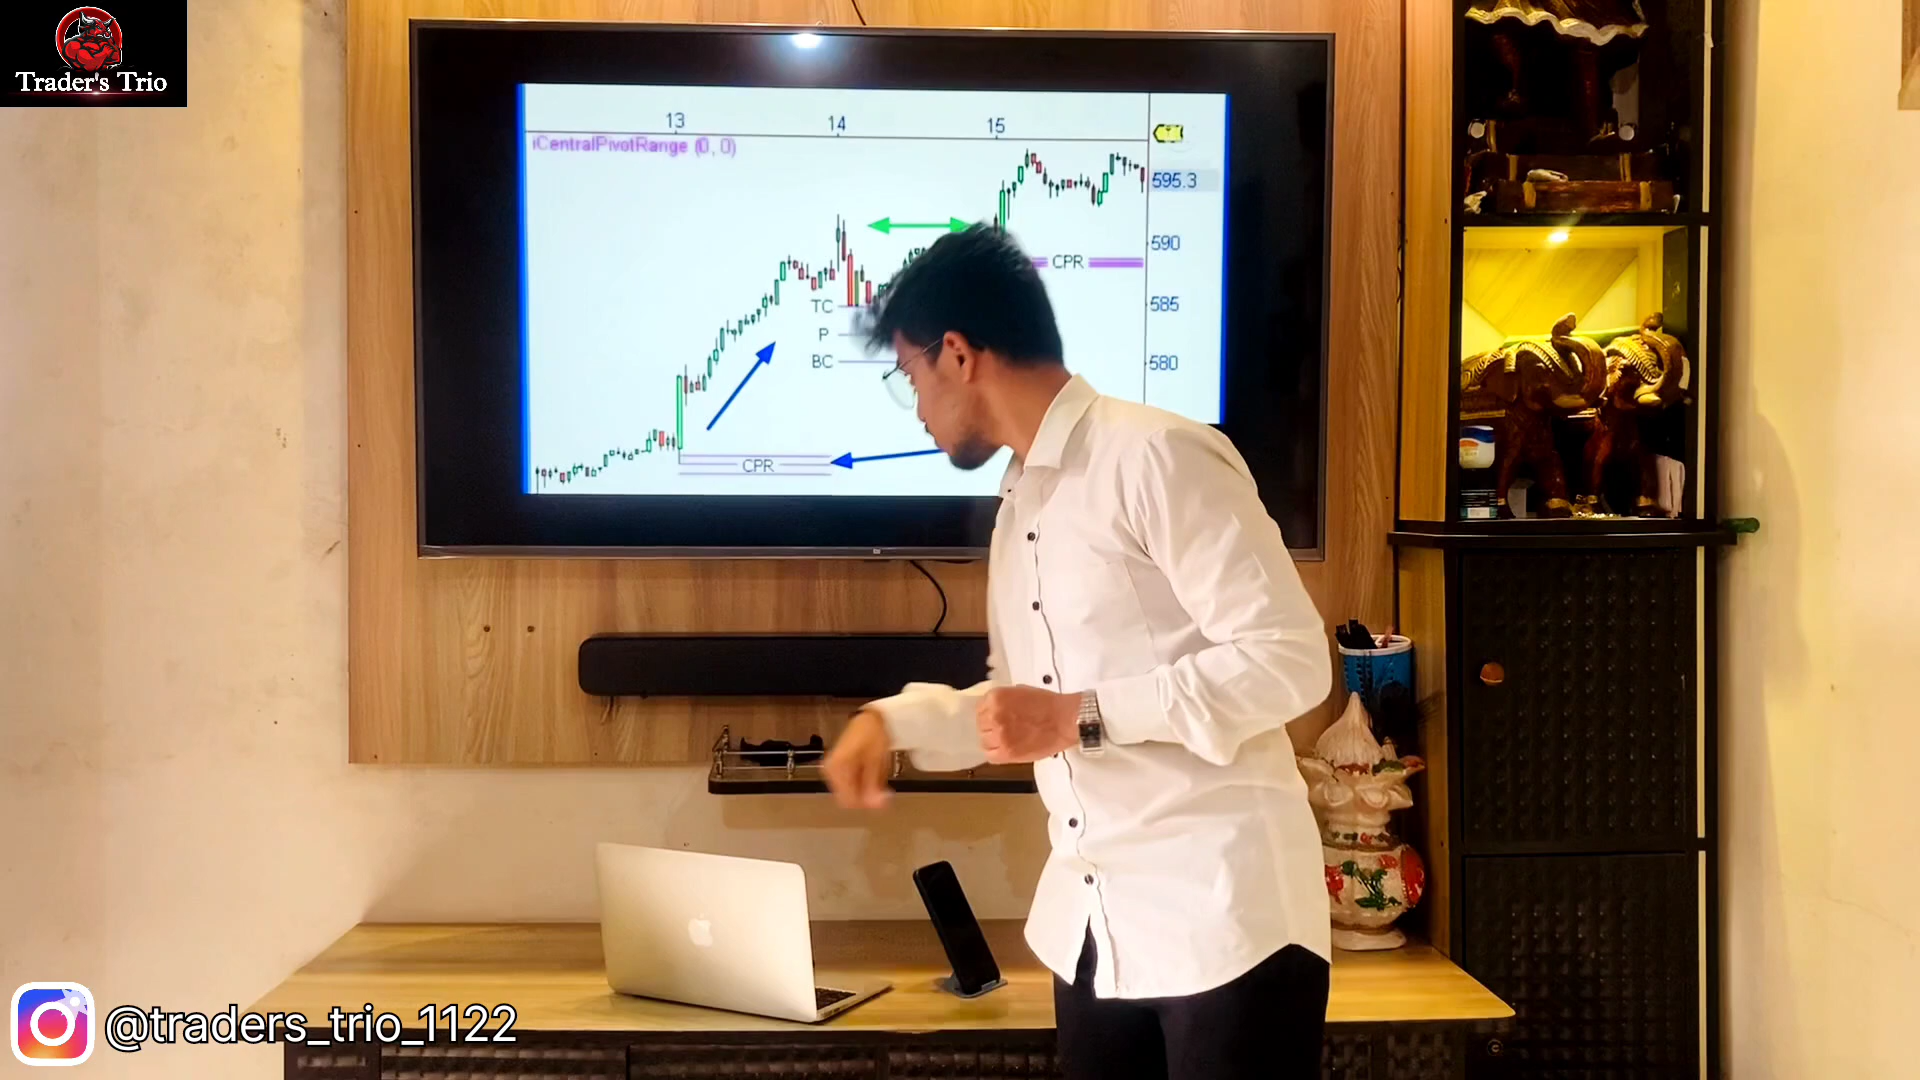 Trader's Trio
13 14 15
iCentralPivotRange (0, 0)
595.3
590
CPR
TC
585
P
BC
580
CPR
@traders_trio_1122